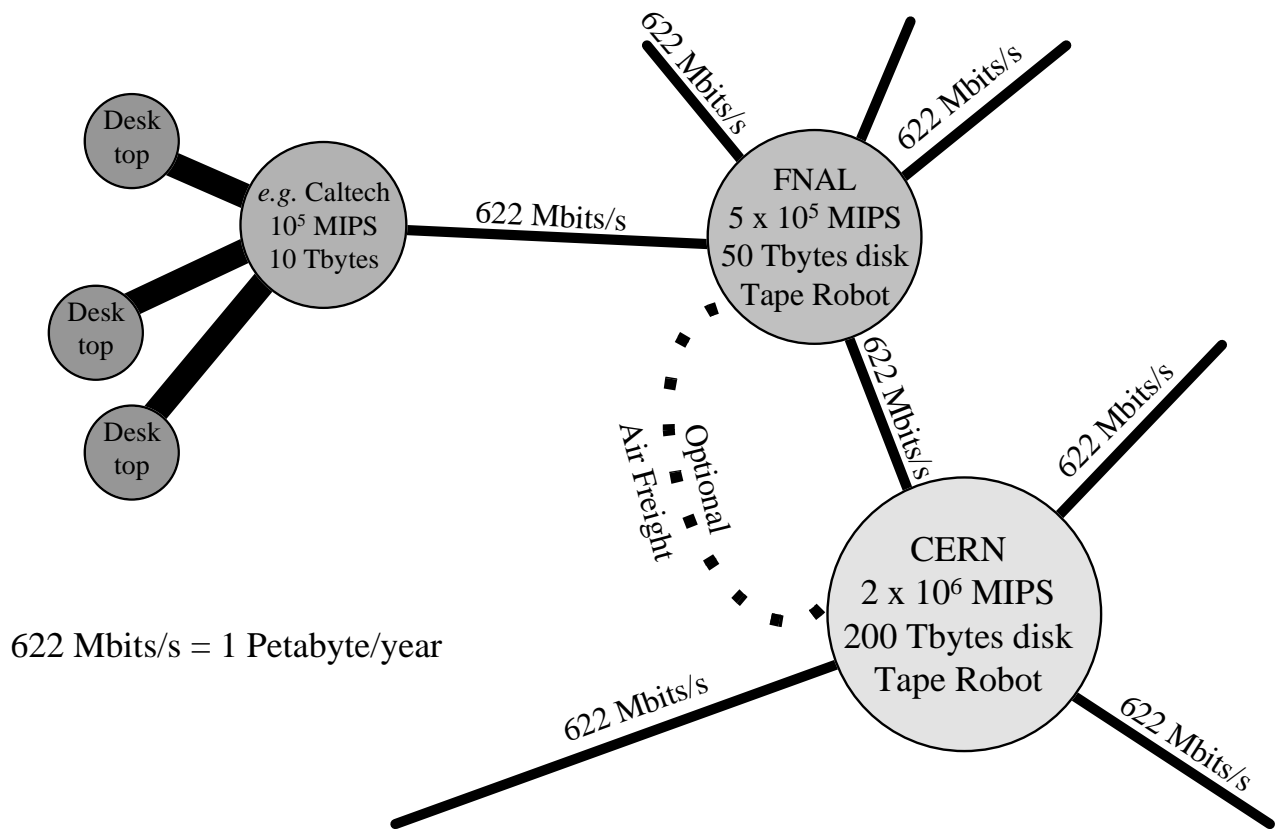 Desk
top
e.g. Caltech
10⁵ MIPS
10 Tbytes
Desk
top
Desk
top
622 Mbits/s
622 Mbits/s
622 Mbits/s
FNAL
5 x 10⁵ MIPS
50 Tbytes disk
Tape Robot
622 Mbits/s
Optional
Air Freight
622 Mbits/s
CERN
2 x 10⁶ MIPS
200 Tbytes disk
Tape Robot
622 Mbits/s = 1 Petabyte/year
622 Mbits/s
622 Mbits/s